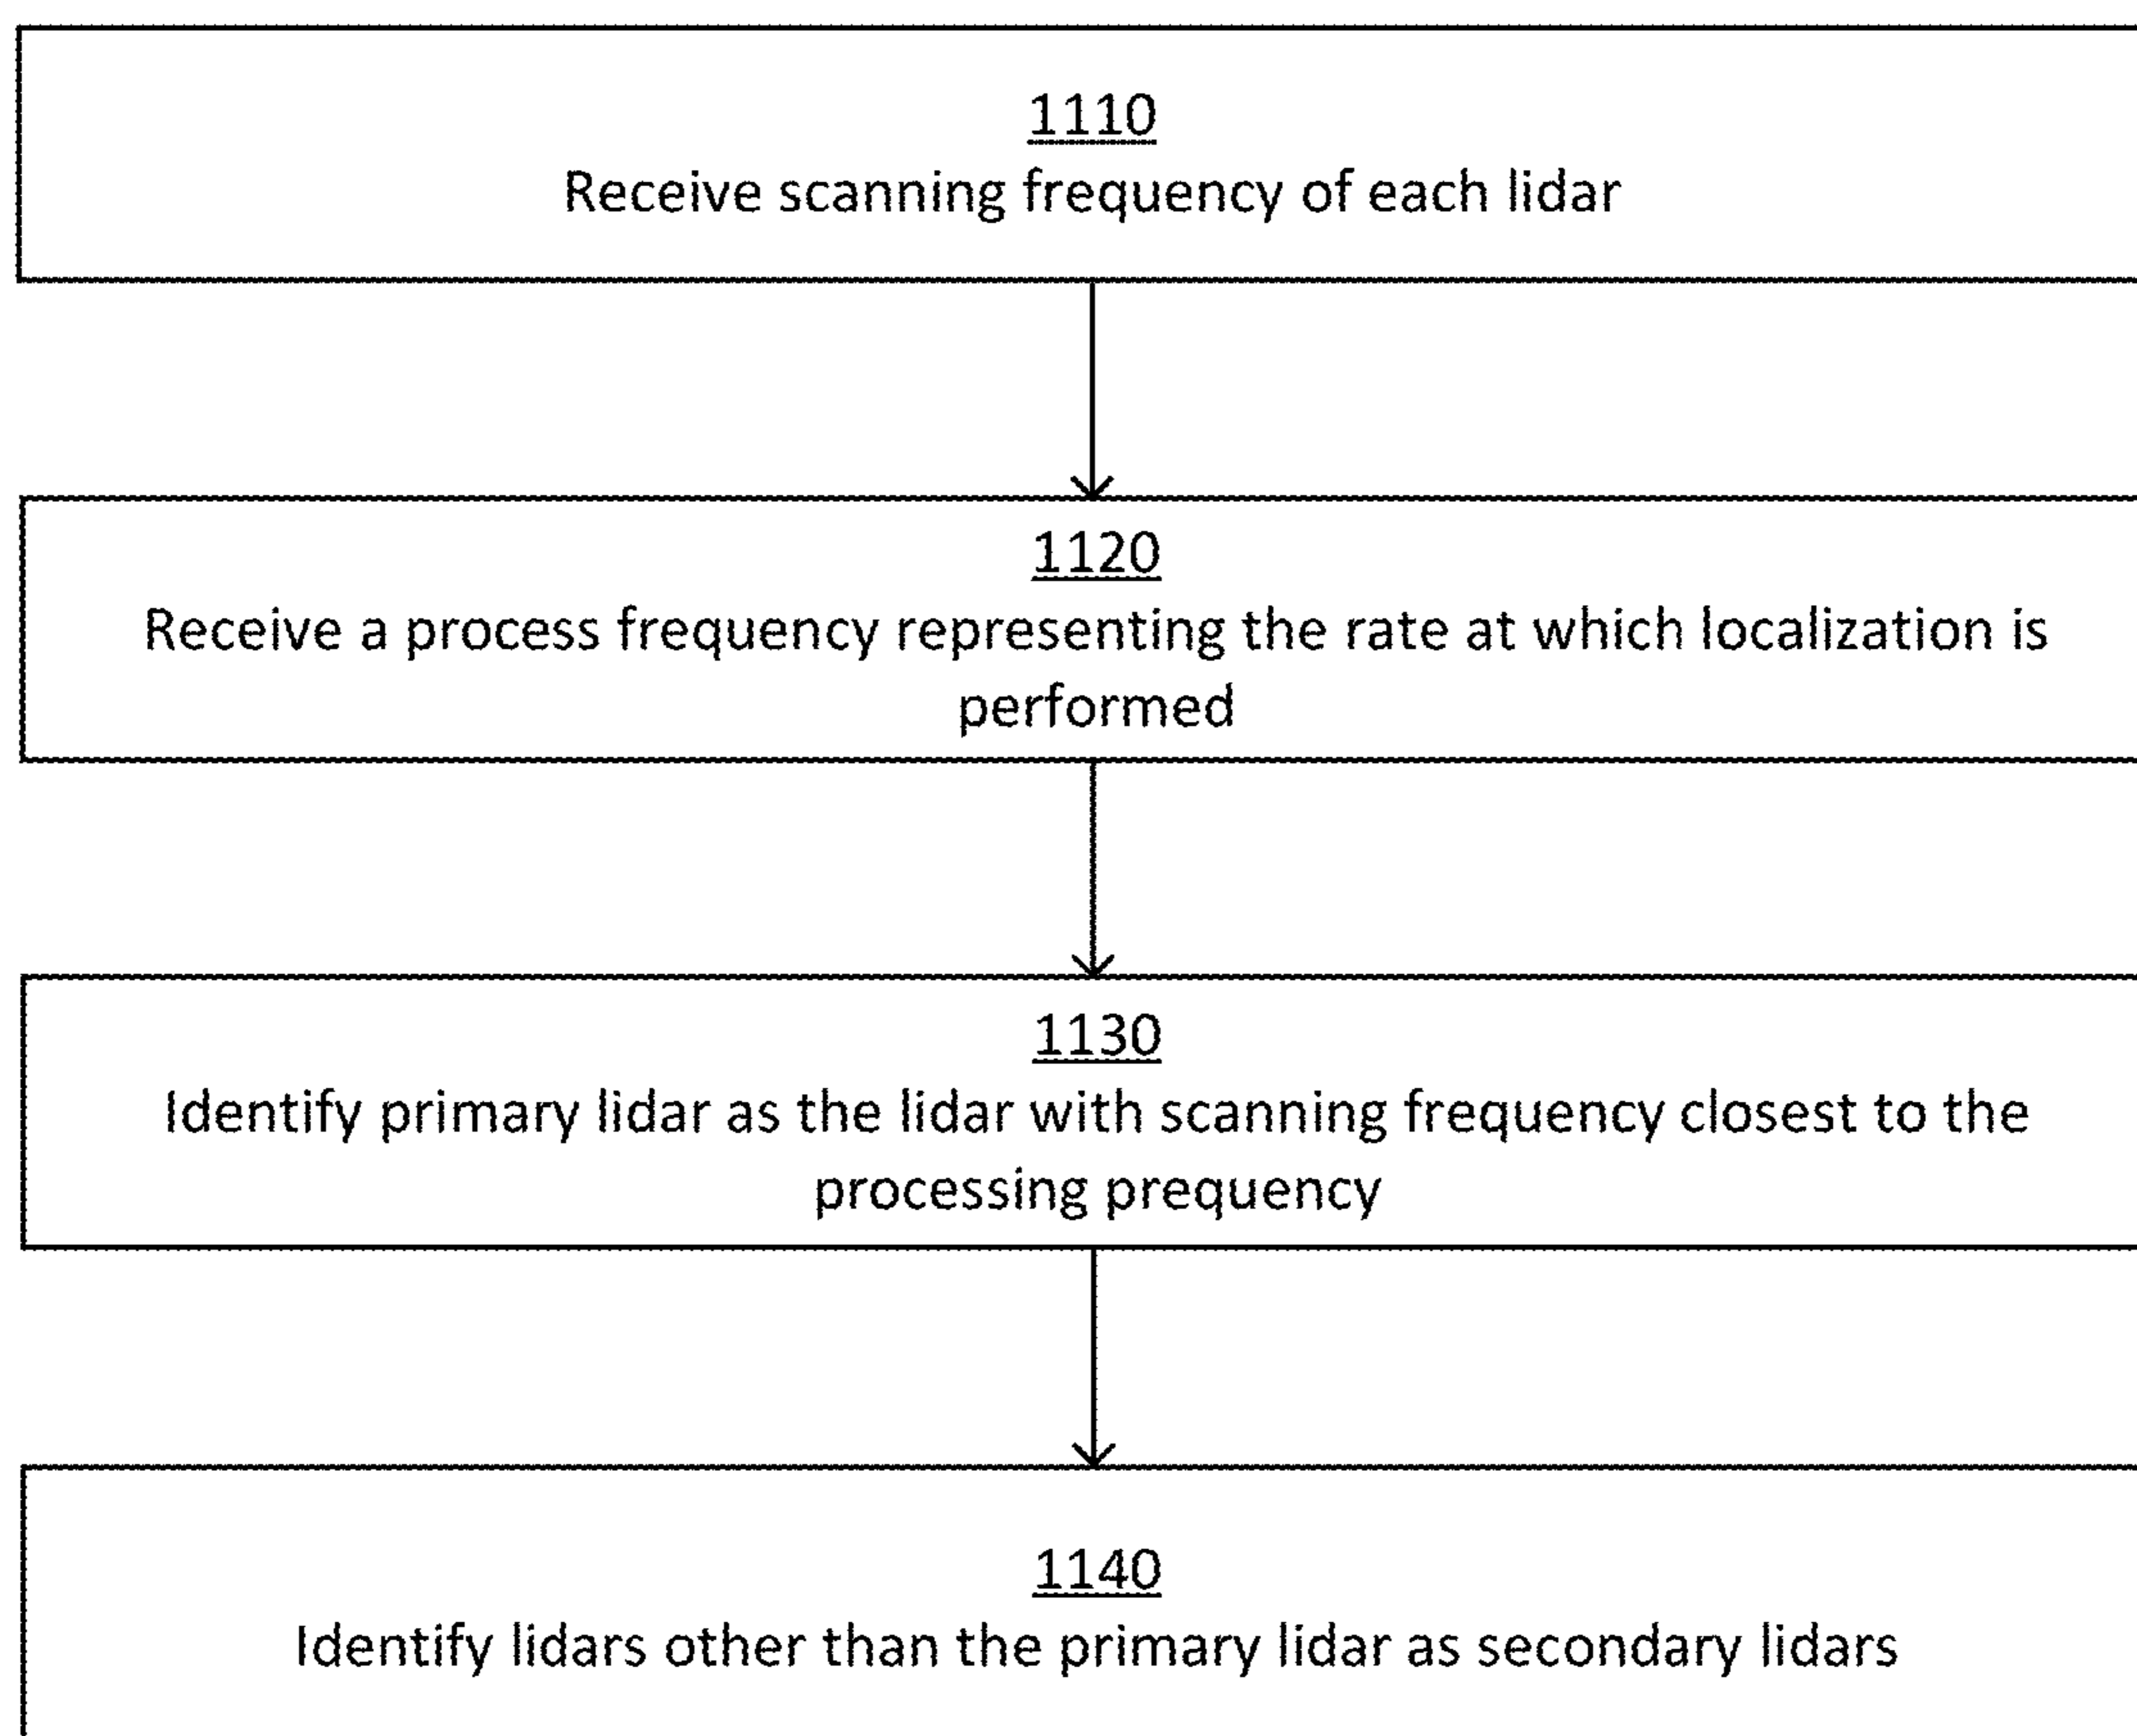 1110
Receive scanning frequency of each lidar
1120
Receive a process frequency representing the rate at which localization is
performed
1130
Identify primary lidar as the lidar with scanning frequency closest to the
processing prequency
1140
Identify lidars other than the primary lidar as secondary lidars